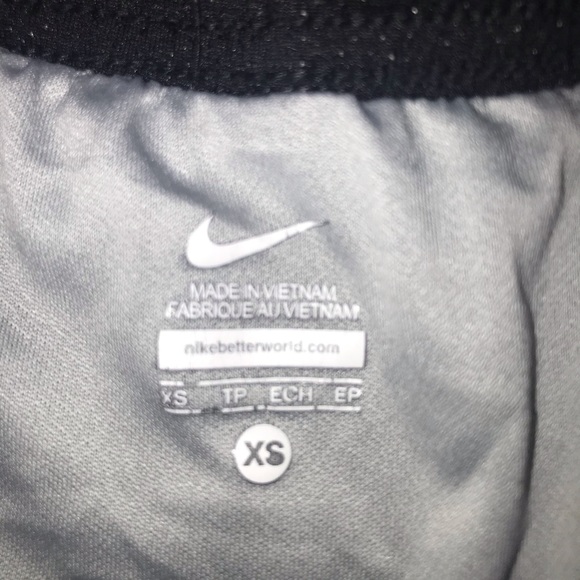 MADE IN VIETNAM
FABRIQUE AU VIETNAM
nikebetterworld.com
XS TP ECH EP
XS